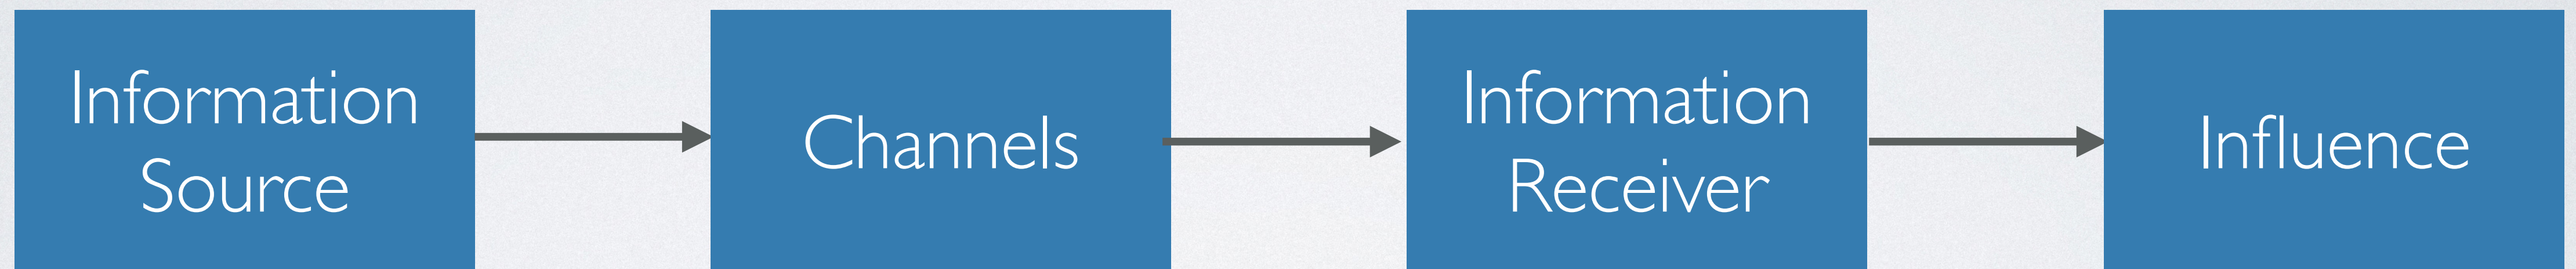 Information
Source
Channels
Information
Receiver
Influence